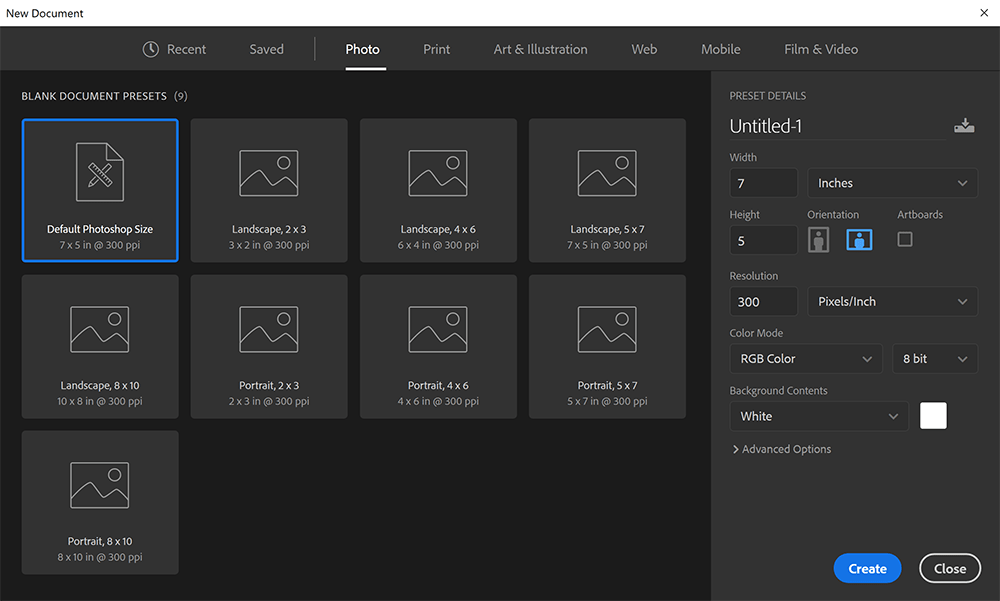 New Document
Recent Saved Photo Print Art & Illustration Web Mobile Film & Video
BLANK DOCUMENT PRESETS (9)
Default Photoshop Size
7 x 5 in @ 300 ppi
Landscape, 2 x 3
3 x 2 in @ 300 ppi
Landscape, 4 x 6
6 x 4 in @ 300 ppi
Landscape, 5 x 7
7 x 5 in @ 300 ppi
Landscape, 8 x 10
10 x 8 in @ 300 ppi
Portrait, 2 x 3
2 x 3 in @ 300 ppi
Portrait, 4 x 6
4 x 6 in @ 300 ppi
Portrait, 5 x 7
5 x 7 in @ 300 ppi
Portrait, 8 x 10
8 x 10 in @ 300 ppi
PRESET DETAILS
Untitled-1
Width
7 Inches
Height Orientation Artboards
5
Resolution
300 Pixels/Inch
Color Mode
RGB Color 8 bit
Background Contents
White
Advanced Options
Create Close